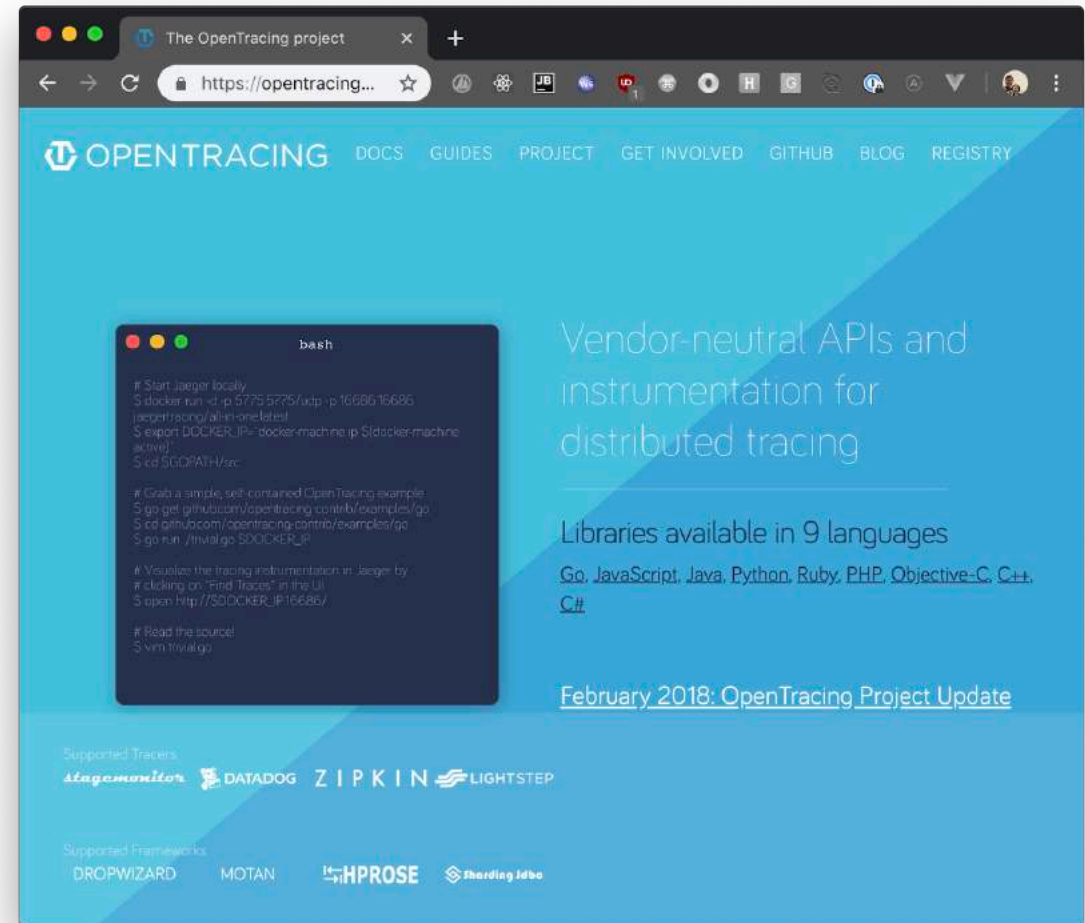 The OpenTracing project
https://opentracing...
JB
UD
1
H
G
A
OPENTRACING
DOCS GUIDES PROJECT GET INVOLVED GITHUB BLOG REGISTRY
bash
# Start Jaeger locally
$ docker run -d -p 5775:5775/udp -p 16686:16686
jaegertracing/all-in-one:latest
$ export DOCKER_IP=`docker-machine ip $(docker-machine
active)`
$ cd $GOPATH/src
# Grab a simple, self-contained OpenTracing example
$ go get github.com/opentracing-contrib/examples/go
$ cd github.com/opentracing-contrib/examples/go
$ go run ./trivial.go $DOCKER_IP
# Visualize the tracing instrumentation in Jaeger by
# clicking on "Find Traces" in the UI
$ open http://$DOCKER_IP:16686/
# Read the source!
$ vim trivial.go
Vendor-neutral APIs and
instrumentation for
distributed tracing
Libraries available in 9 languages
Go, JavaScript, Java, Python, Ruby, PHP, Objective-C, C++,
C#
February 2018: OpenTracing Project Update
Supported Tracers
stagemonitor DATADOG ZIPKIN LIGHTSTEP
Supported Frameworks
DROPWIZARD MOTAN HPROSE Sharding Jdbc